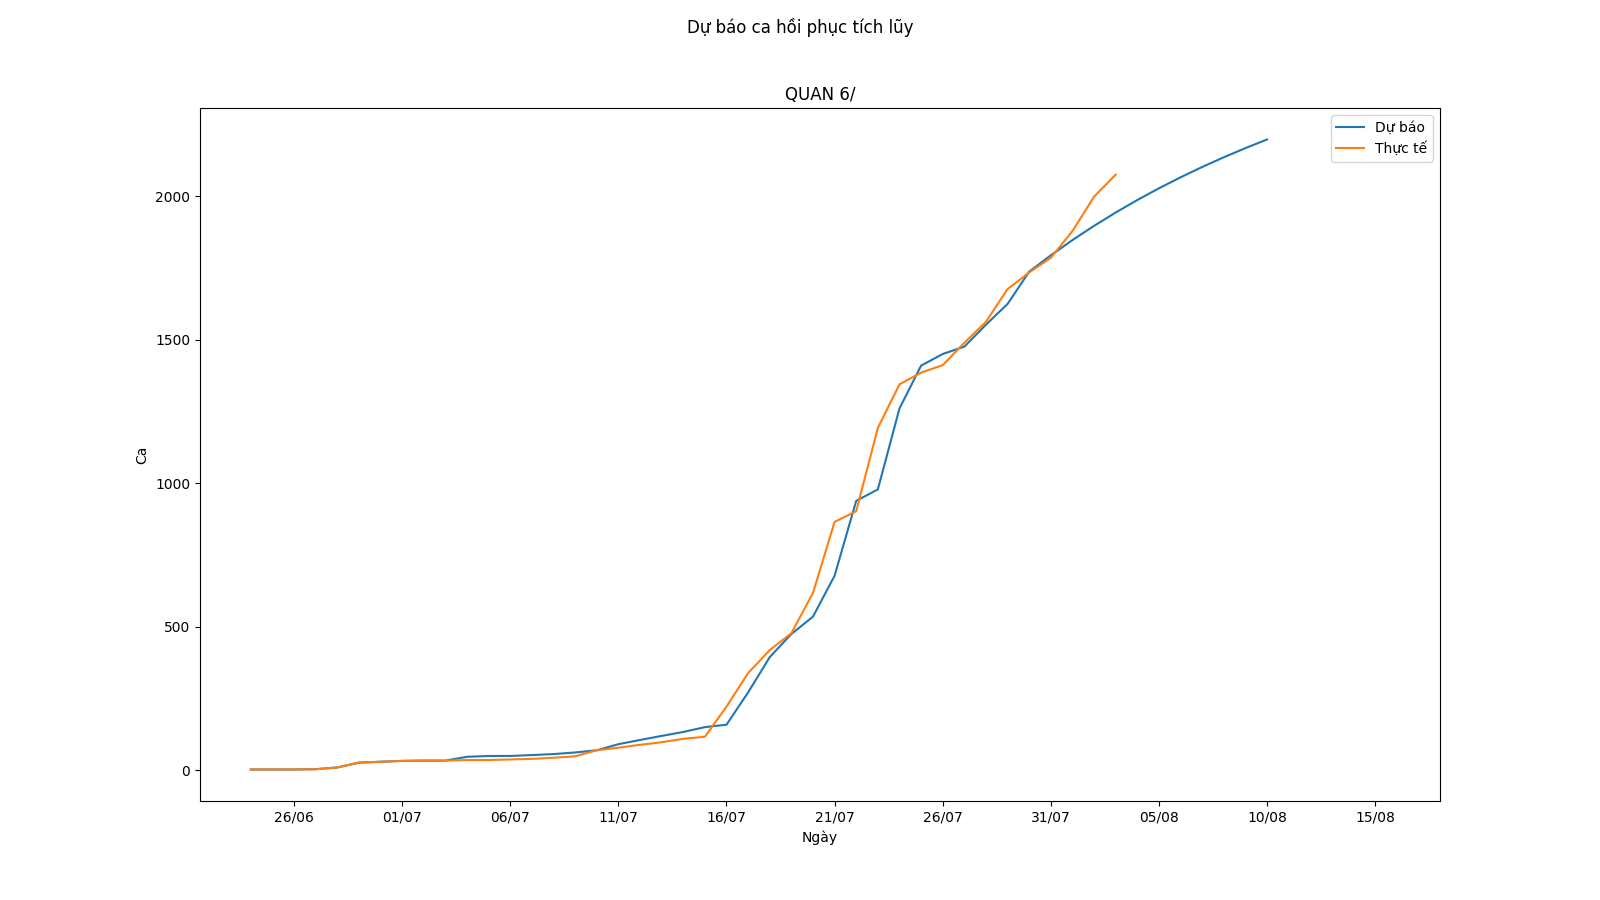 Dự báo ca hồi phục tích lũy
QUAN 6/
Dự báo
Thực tế
2000
1500
1000
500
0
Ca
26/06 01/07 06/07 11/07 16/07 21/07 26/07 31/07 05/08 10/08 15/08
Ngày